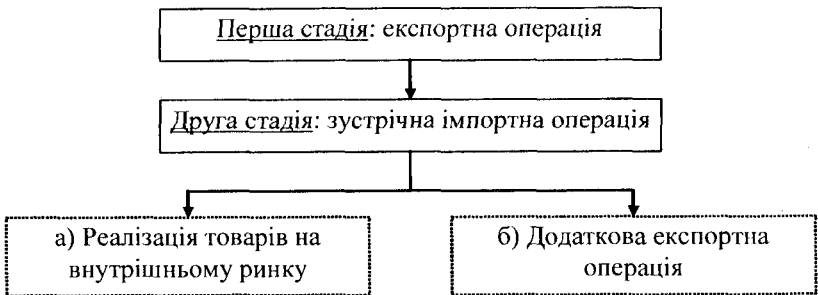 Перша стадія: експортна операція
Друга стадія: зустрічна імпортна операція
а) Реалізація товарів на
внутрішньому ринку
б) Додаткова експортна
операція